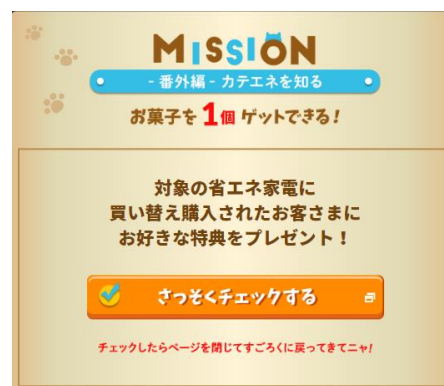 MISSION
- 番外編 - カテエネを知る
お菓子を1個ゲットできる!
対象の省エネ家電に
買い替え購入されたお客さまに
お好きな特典をプレゼント！
さっそくチェックする
チェックしたらページを閉じてすごろくに戻ってきてニャ!